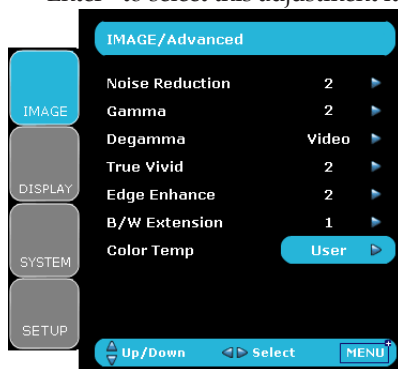 IMAGE/Advanced
IMAGE
DISPLAY
SYSTEM
SETUP
Noise Reduction 2
Gamma 2
Degamma Video
True Vivid 2
Edge Enhance 2
B/W Extension 1
Color Temp User
Up/Down Select MENU